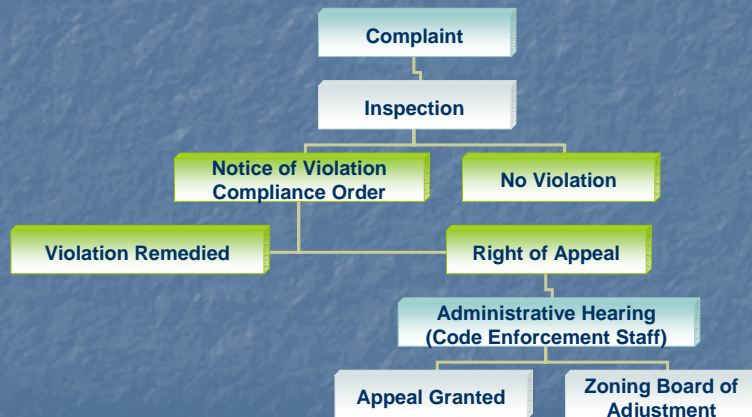 Complaint
Inspection
Notice of Violation
Compliance Order
No Violation
Violation Remedied
Right of Appeal
Administrative Hearing
(Code Enforcement Staff)
Appeal Granted
Zoning Board of
Adjustment